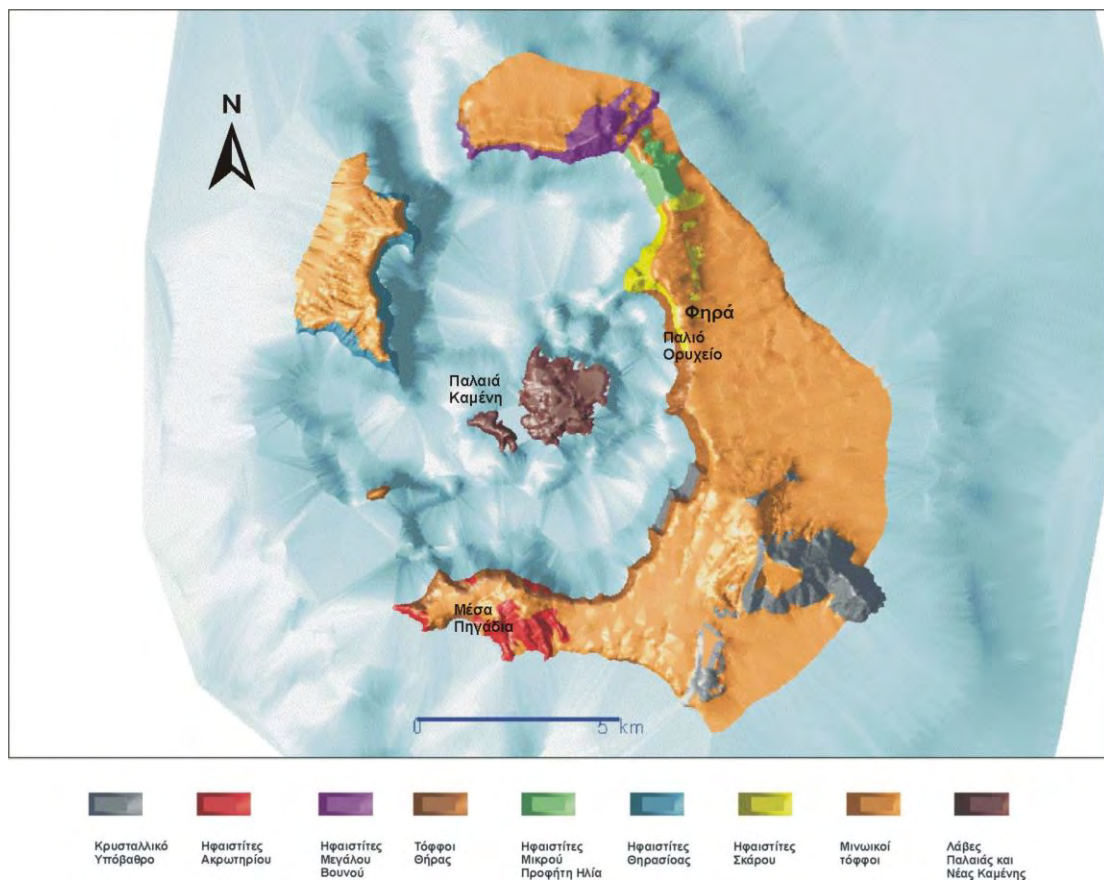 N
Φηρά
Παλιό
Ορυχείο
Παλαιά
Καμένη
Μέσα
Πηγάδια
0 5 km
Κρυσταλλικό
Υπόβαθρο
Ηφαιστίτες
Ακρωτηρίου
Ηφαιστίτες
Μεγάλου
Βουνού
Τόφφοι
Θήρας
Ηφαιστίτες
Μικρού
Προφήτη Ηλία
Ηφαιστίτες
Θηρασίοας
Ηφαιστίτες
Σκάρου
Μινωικοί
τόφφοι
Λάβες
Παλαιάς και
Νέας Καμένης